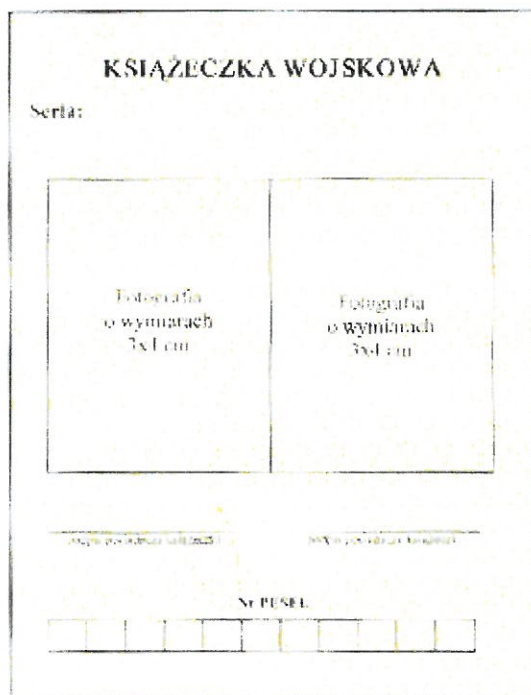 KSIĄŻECZKA WOJSKOWA
Seria:
Fotografia
o wymiarach
3x4 cm
Fotografia
o wymiarach
3x4 cm
Nr PESEL